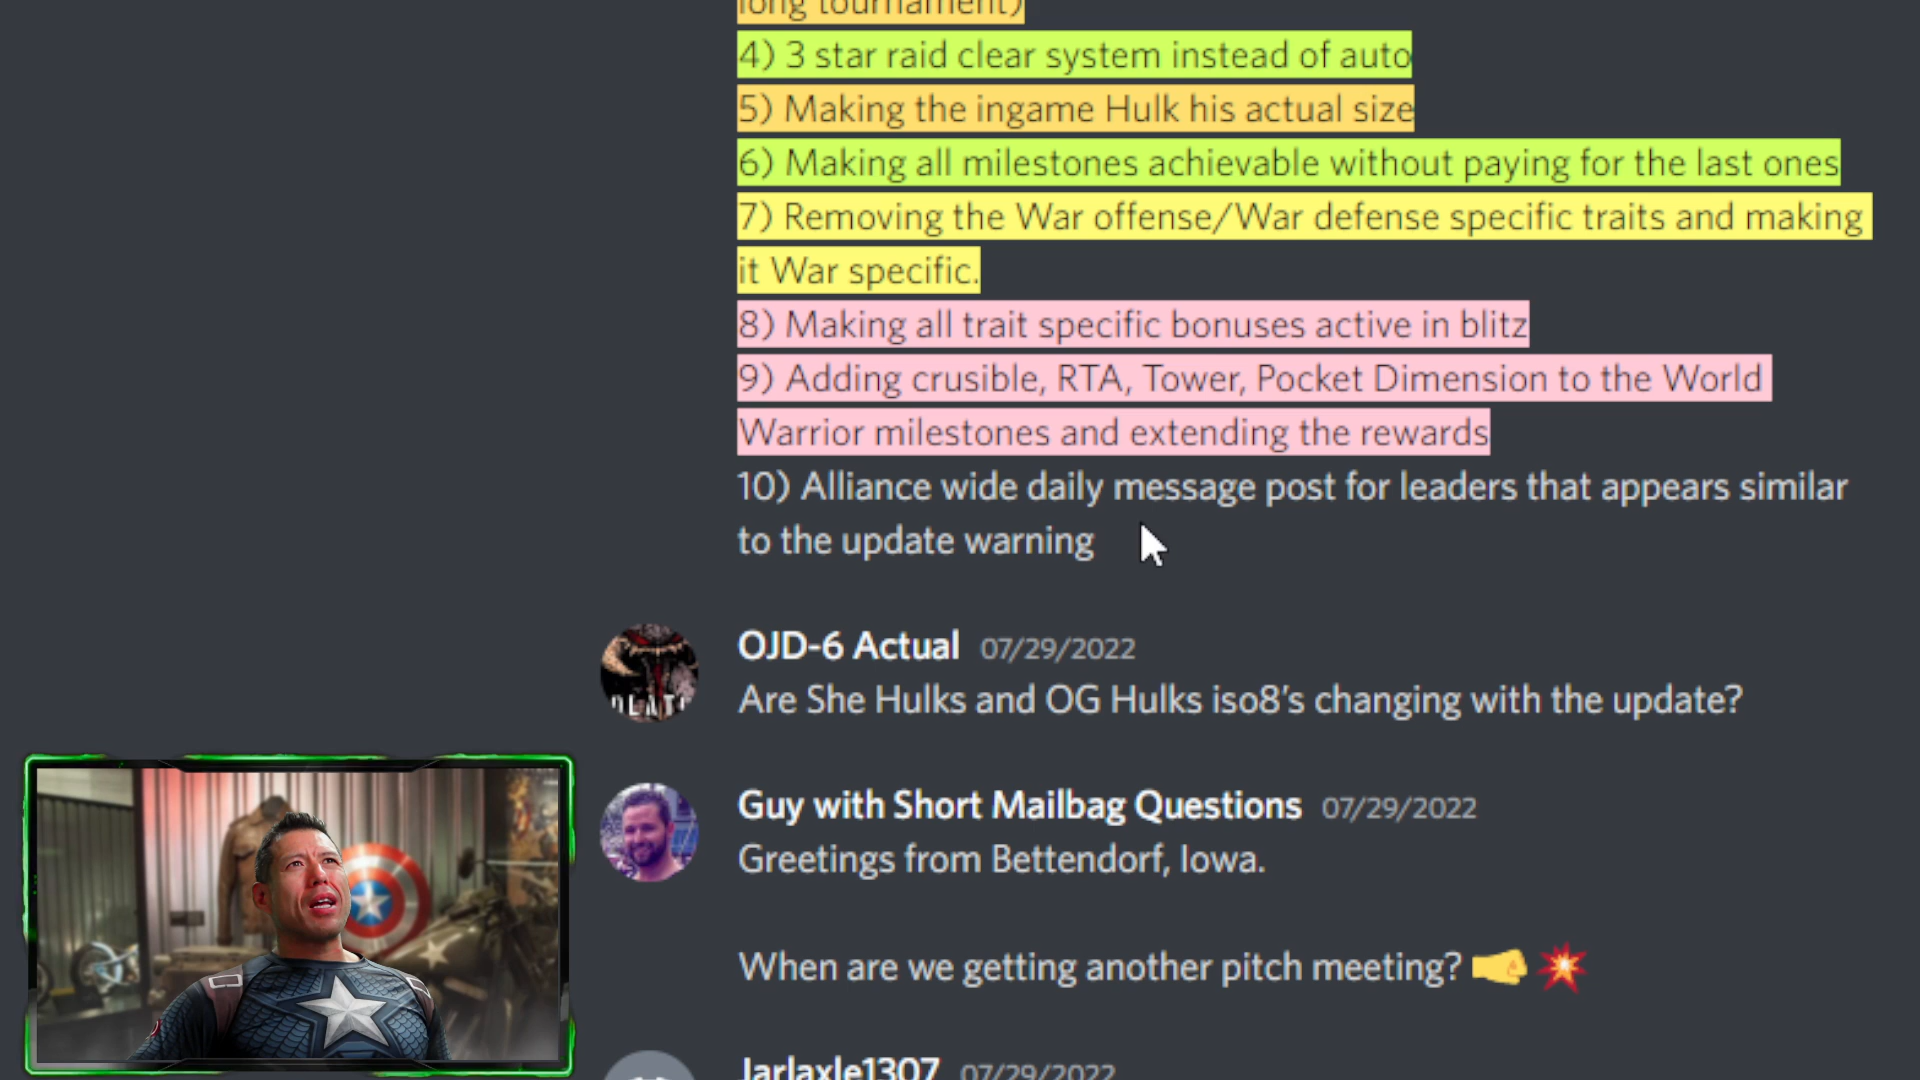 long tournament)
4) 3 star raid clear system instead of auto
5) Making the ingame Hulk his actual size
6) Making all milestones achievable without paying for the last ones
7) Removing the War offense/War defense specific traits and making
it War specific.
8) Making all trait specific bonuses active in blitz
9) Adding crusible, RTA, Tower, Pocket Dimension to the World
Warrior milestones and extending the rewards
10) Alliance wide daily message post for leaders that appears similar
to the update warning
OJD-6 Actual 07/29/2022
Are She Hulks and OG Hulks iso8's changing with the update?
Guy with Short Mailbag Questions 07/29/2022
Greetings from Bettendorf, Iowa.
When are we getting another pitch meeting? 🤜 💥
Jarlaxle1307 07/29/2022